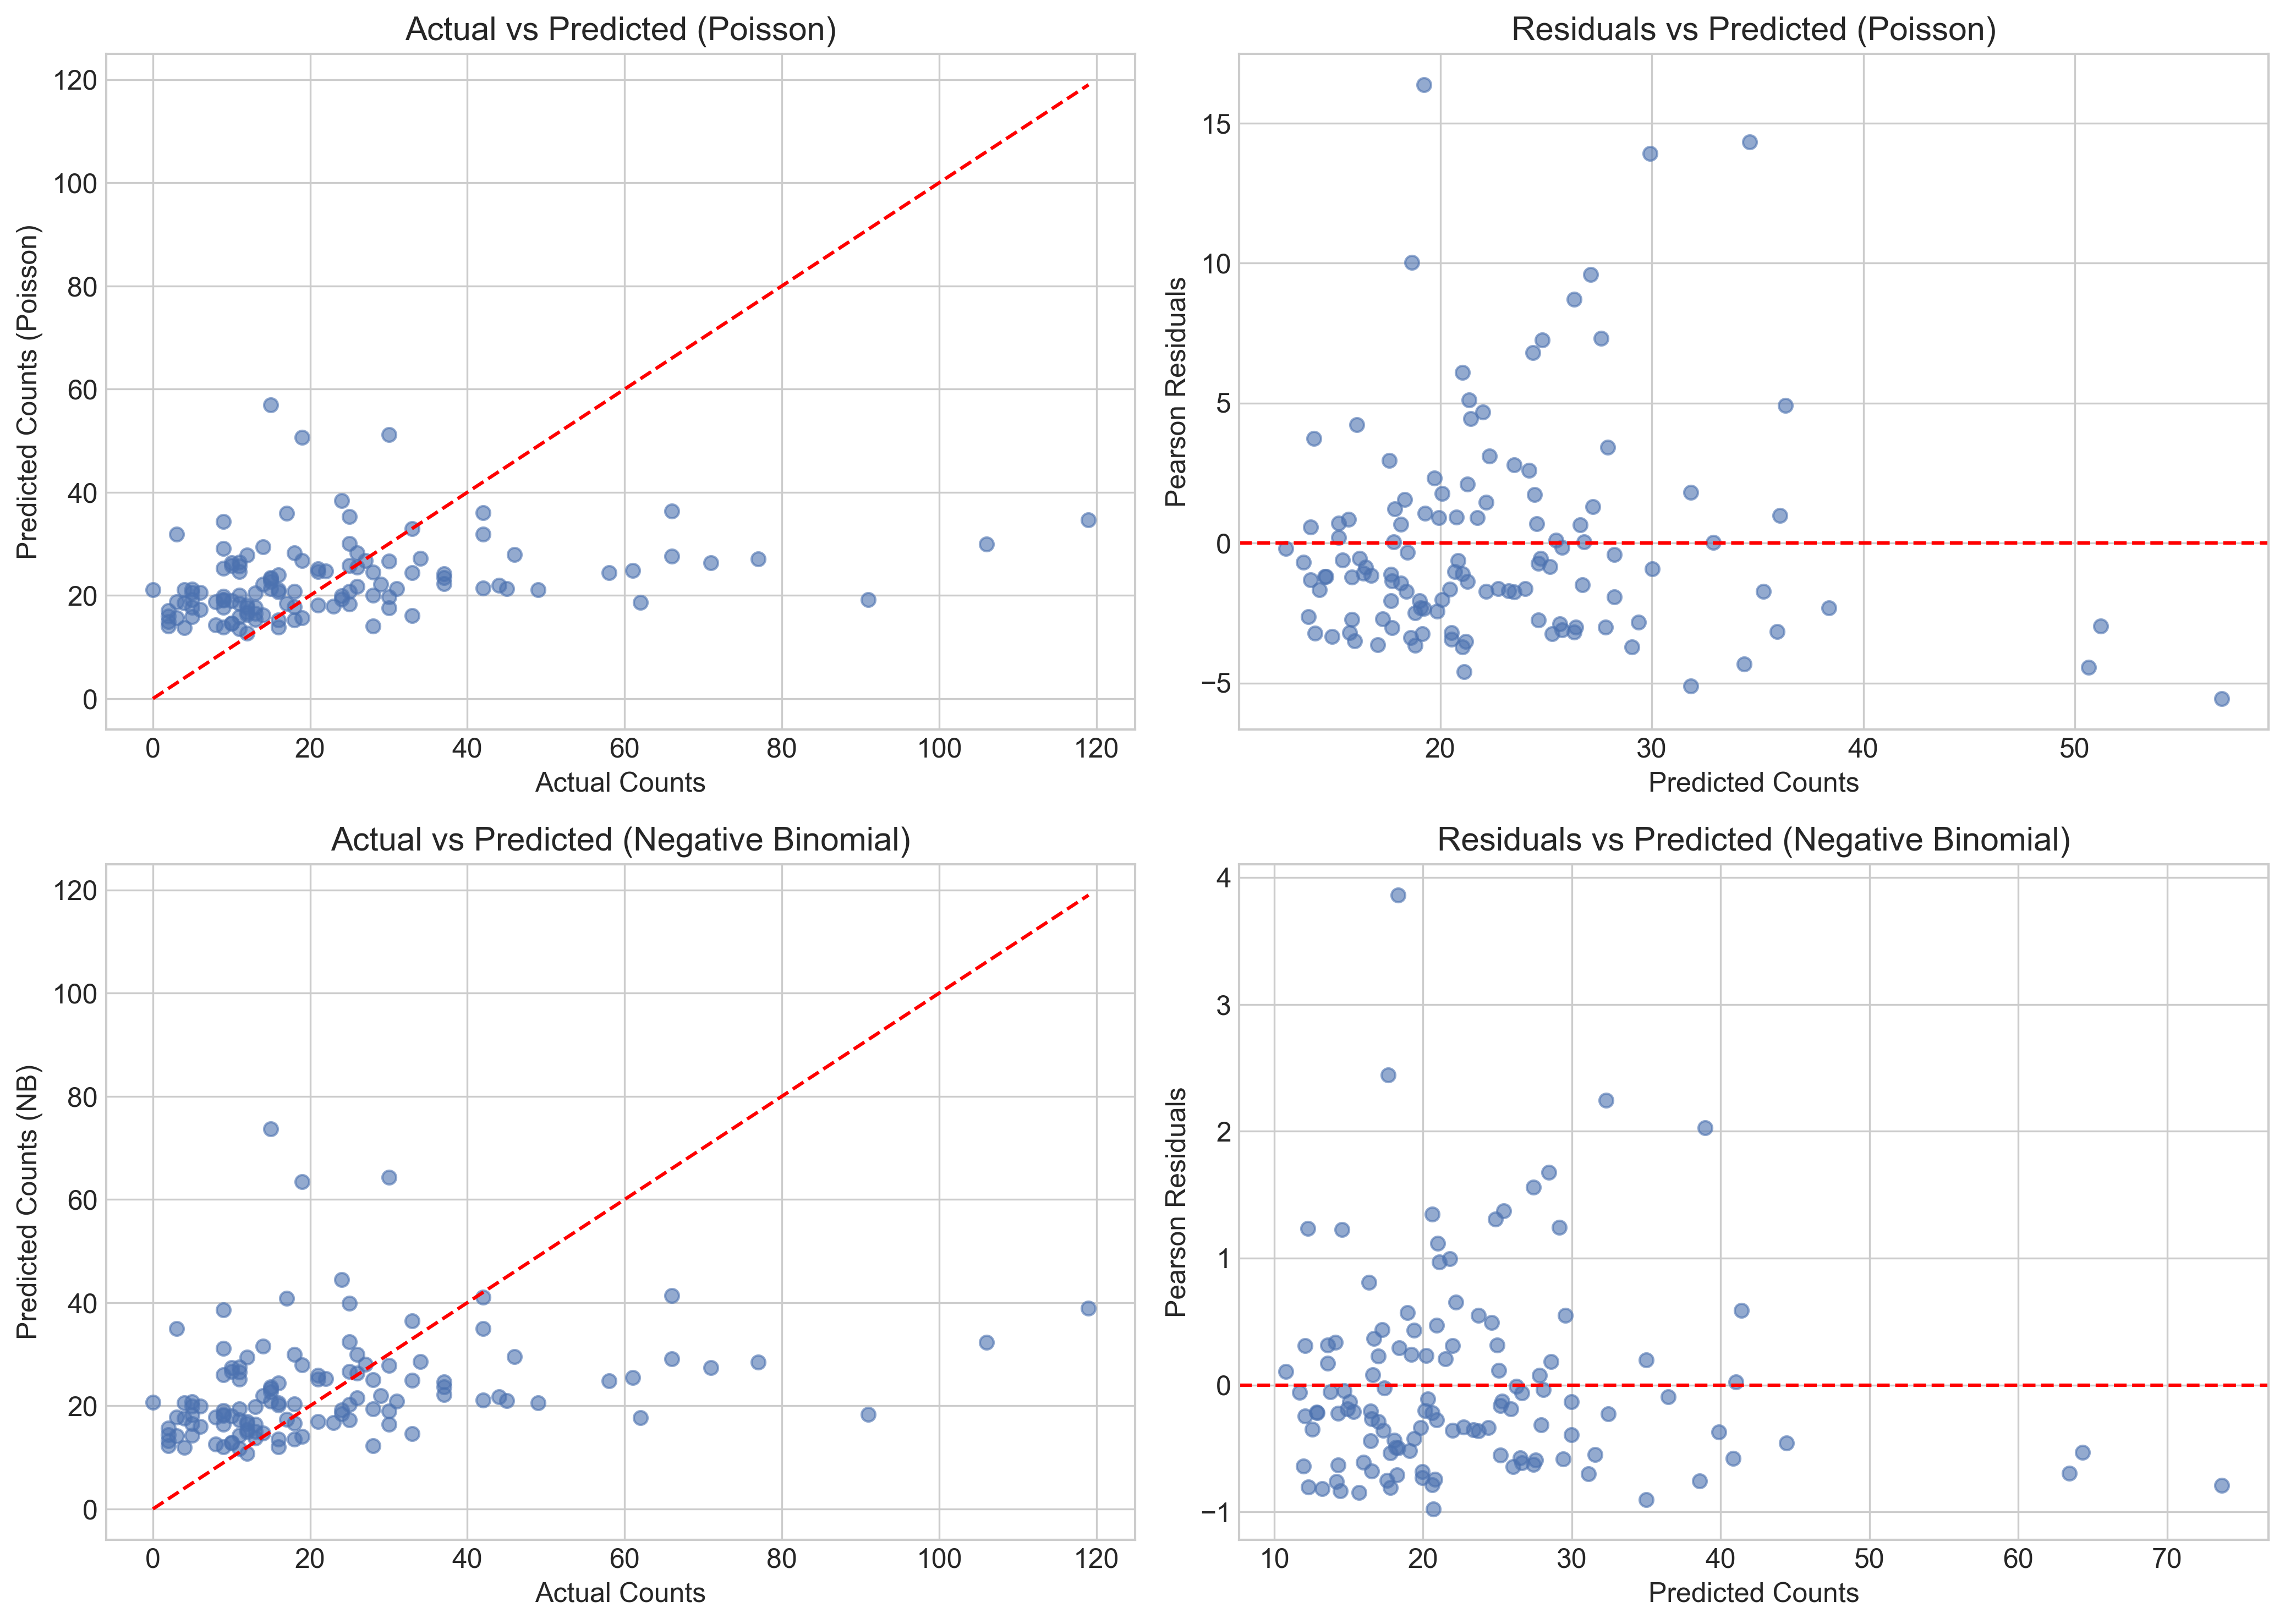 Actual vs Predicted (Poisson)
Predicted Counts (Poisson)
120
100
80
60
40
20
0
0 20 40 60 80 100 120
Actual Counts
Residuals vs Predicted (Poisson)
Pearson Residuals
15
10
5
0
−5
20 30 40 50
Predicted Counts
Actual vs Predicted (Negative Binomial)
Predicted Counts (NB)
120
100
80
60
40
20
0
0 20 40 60 80 100 120
Actual Counts
Residuals vs Predicted (Negative Binomial)
Pearson Residuals
4
3
2
1
0
−1
10 20 30 40 50 60 70
Predicted Counts